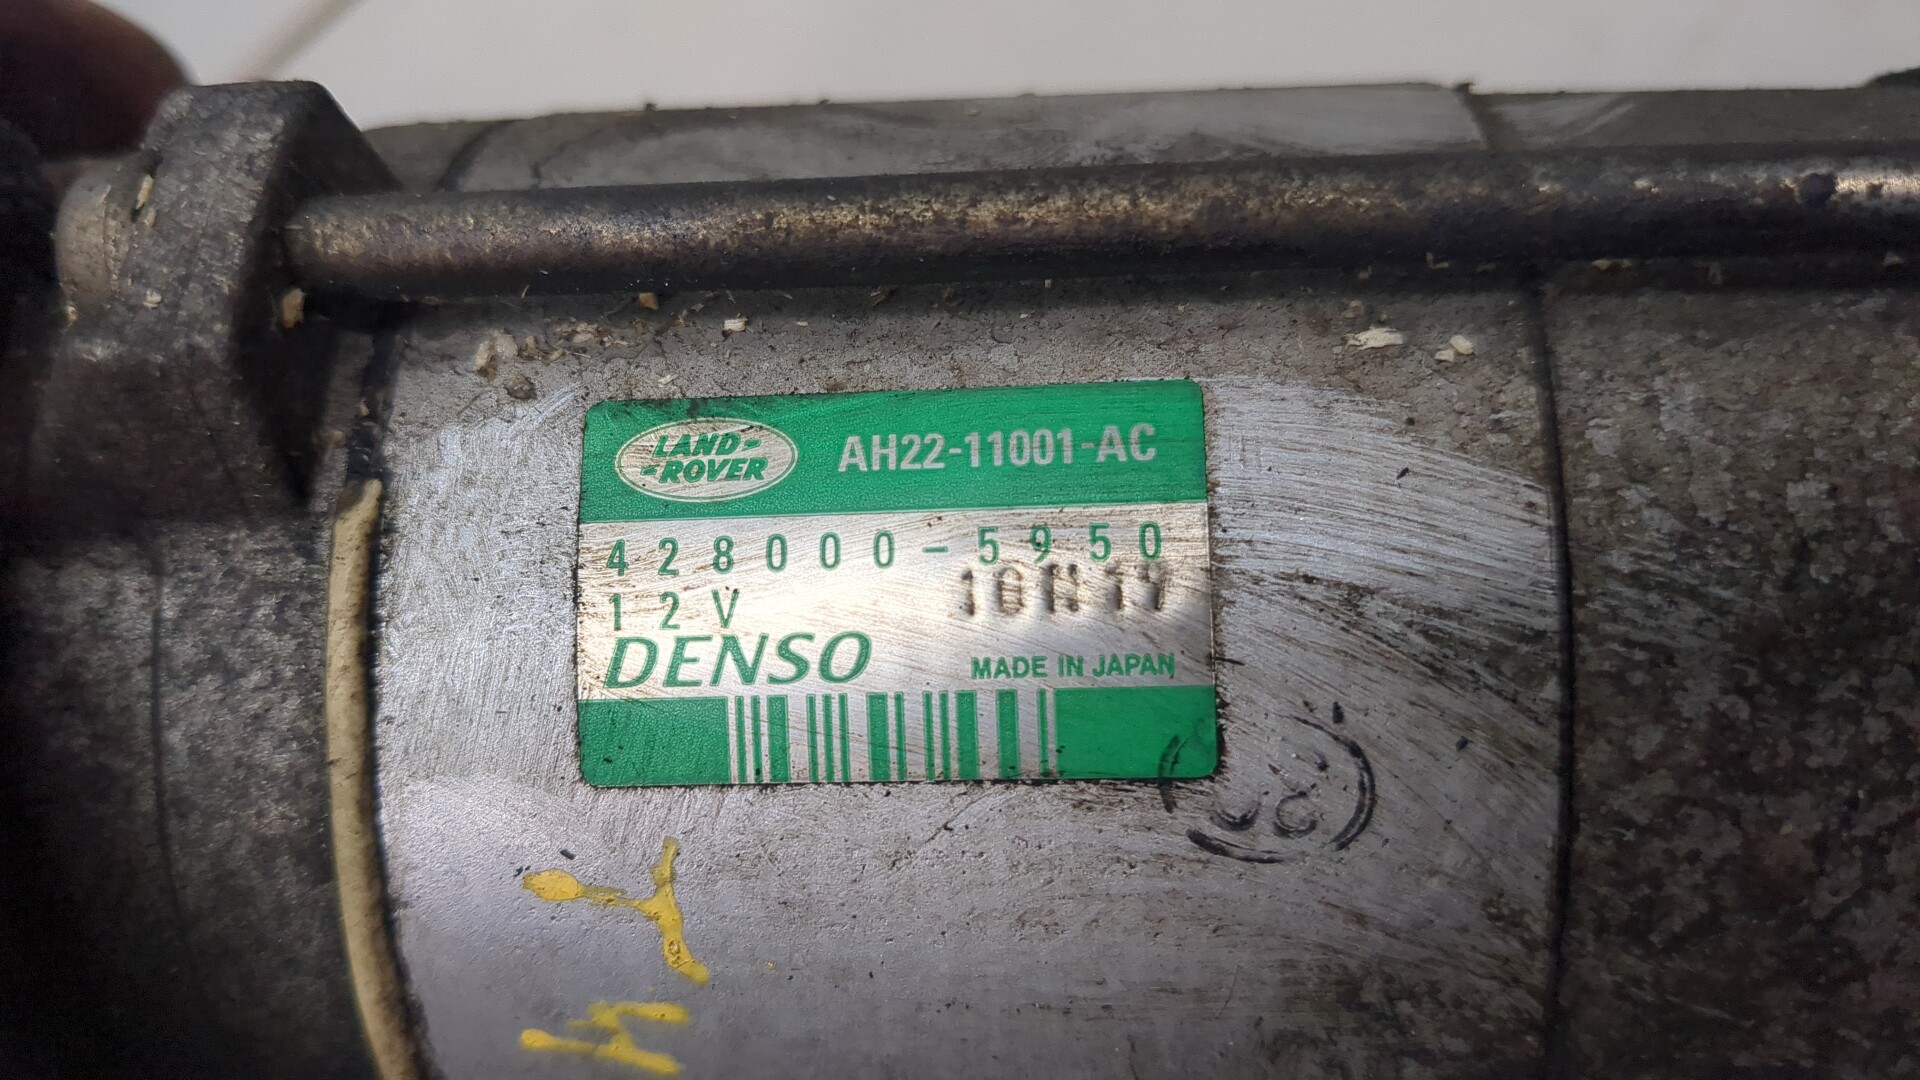 LAND-
-ROVER
AH22-11001-AC
428000-5950
12V
DENSO
MADE IN JAPAN